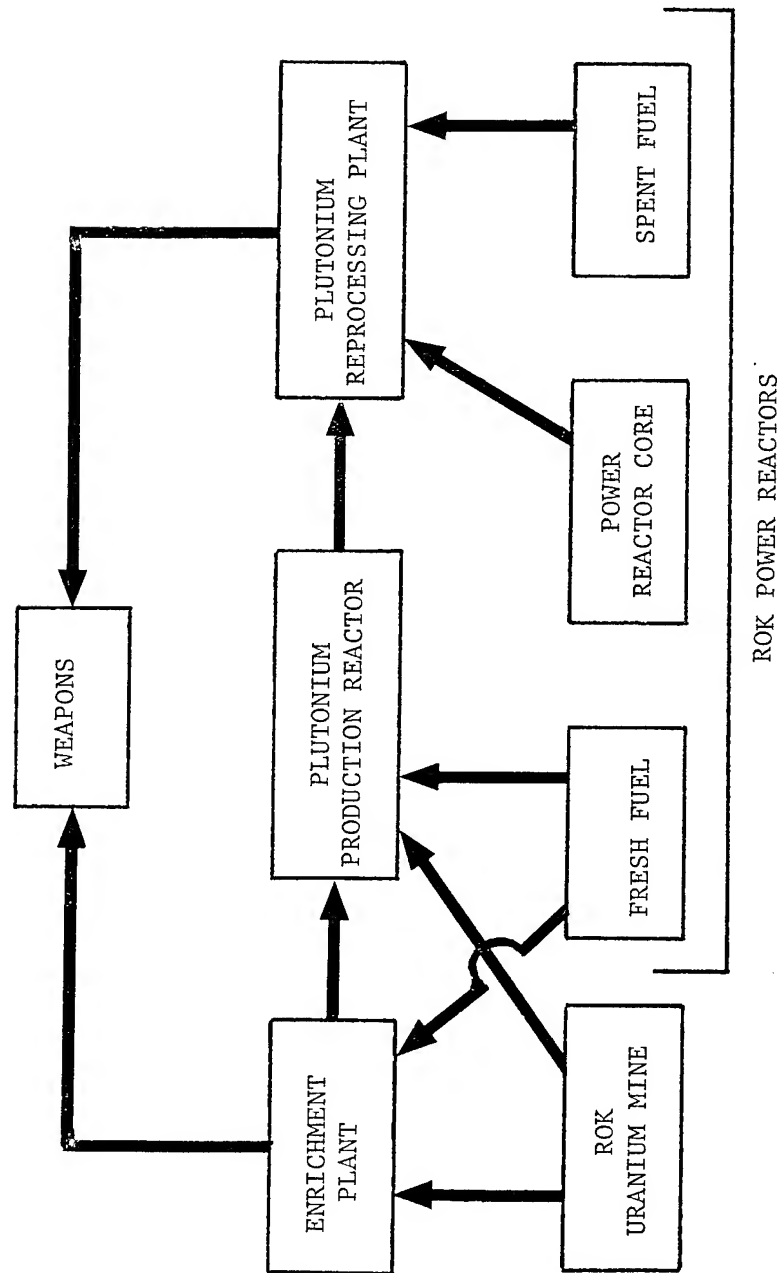 WEAPONS
ENRICHMENT
PLANT
PLUTONIUM
PRODUCTION REACTOR
PLUTONIUM
REPROCESSING PLANT
ROK
URANIUM MINE
FRESH FUEL
POWER
REACTOR CORE
SPENT FUEL
ROK POWER REACTORS